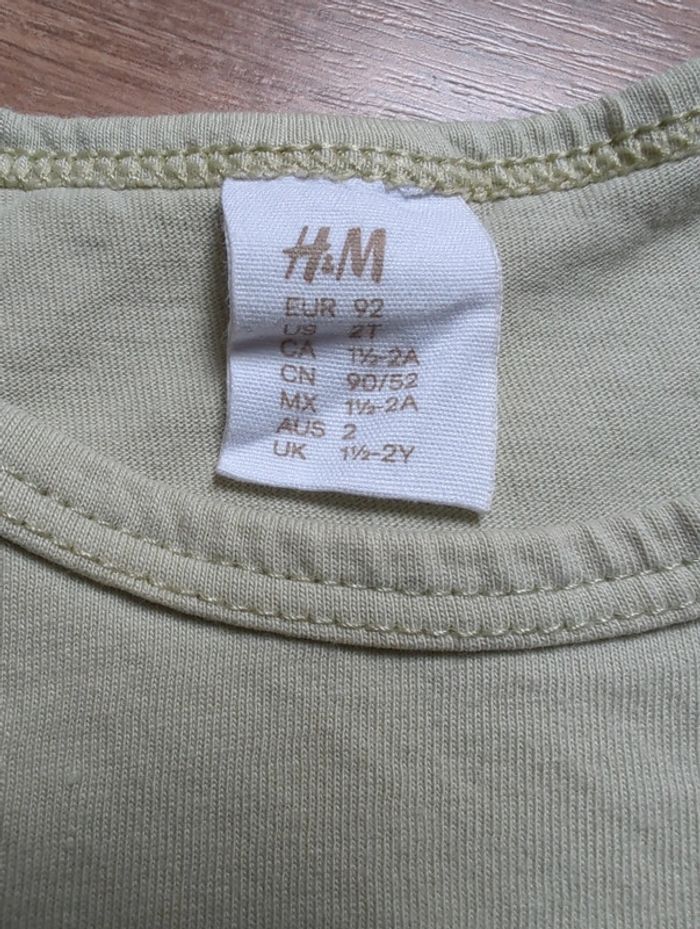 H&M
EUR 92
US 2T
CA 1½-2A
CN 90/52
MX 1½-2A
AUS 2
UK 1½-2Y